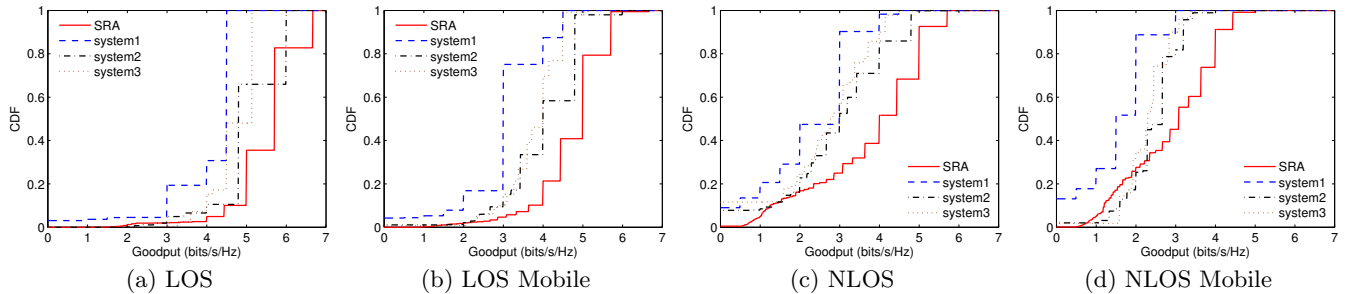 1
0.8
0.6
0.4
0.2
0
CDF
SRA
system1
system2
system3
0 1 2 3 4 5 6 7
Goodput (bits/s/Hz)
(a) LOS
1
0.8
0.6
0.4
0.2
0
CDF
SRA
system1
system2
system3
0 1 2 3 4 5 6 7
Goodput (bits/s/Hz)
(b) LOS Mobile
1
0.8
0.6
0.4
0.2
0
CDF
SRA
system1
system2
system3
0 1 2 3 4 5 6 7
Goodput (bits/s/Hz)
(c) NLOS
1
0.8
0.6
0.4
0.2
0
CDF
SRA
system1
system2
system3
0 1 2 3 4 5 6 7
Goodput (bits/s/Hz)
(d) NLOS Mobile